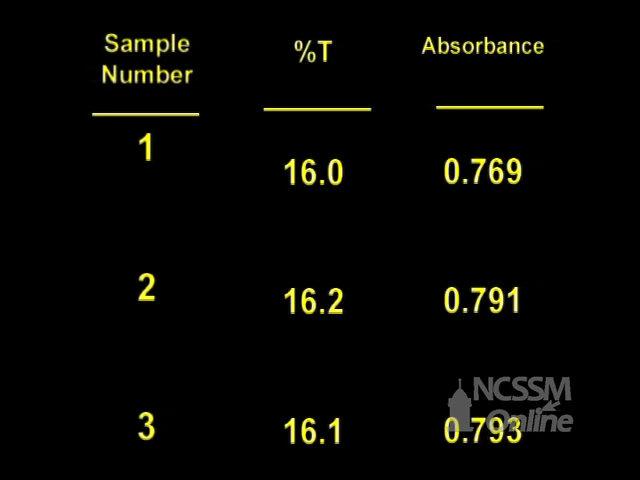 Sample Number
%T
Absorbance
1
16.0
0.769
2
16.2
0.791
3
16.1
0.793
NCSSM
Online